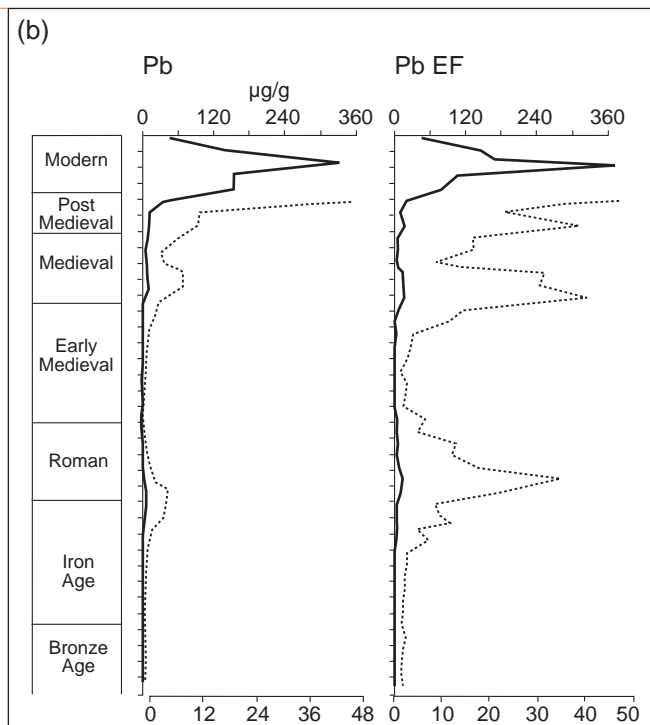 (b)
Pb
Pb EF
µg/g
0 120 240 360
0 120 240 360
Modern
Post
Medieval
Medieval
Early
Medieval
Roman
Iron
Age
Bronze
Age
0 12 24 36 48
0 10 20 30 40 50